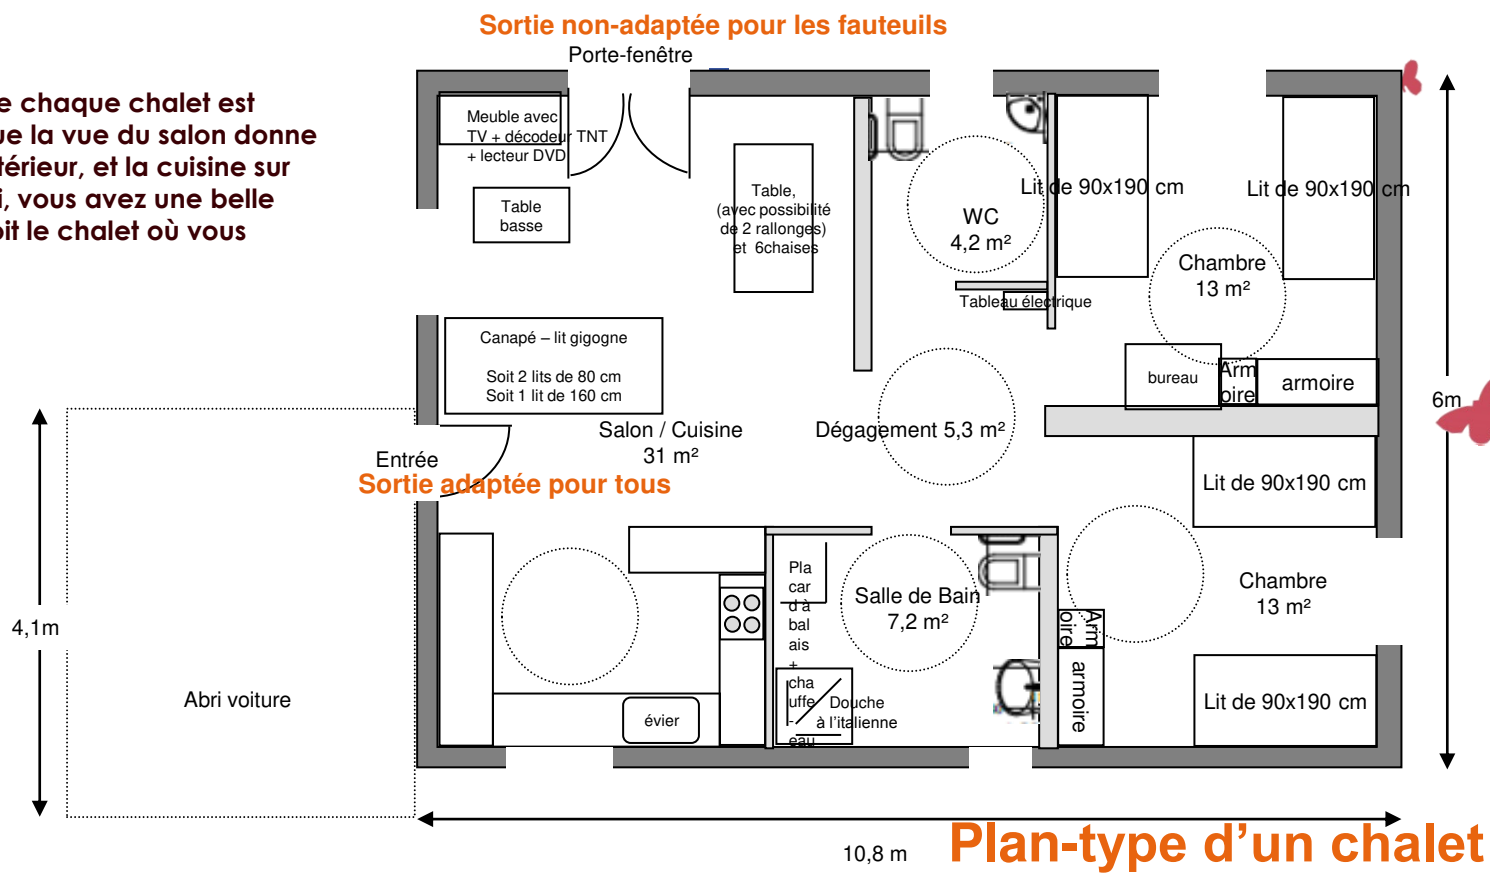 Sortie non-adaptée pour les fauteuils
Porte-fenêtre
e chaque chalet est
ue la vue du salon donne
térieur, et la cuisine sur
i, vous avez une belle
oit le chalet où vous
Meuble avec
TV + décodeur TNT
+ lecteur DVD
Table
basse
Table,
(avec possibilité
de 2 rallonges)
et 6chaises
WC
4,2 m²
Lit de 90x190 cm
Lit de 90x190 cm
Chambre
13 m²
Tableau électrique
Canapé – lit gigogne
Soit 2 lits de 80 cm
Soit 1 lit de 160 cm
bureau
Arm
oire
armoire
6m
Salon / Cuisine
31 m²
Dégagement 5,3 m²
Entrée
Sortie adaptée pour tous
Lit de 90x190 cm
Pla
car
d à
bal
ais
+
cha
uffe
-
eau
Salle de Bain
7,2 m²
Chambre
13 m²
Arm
oire
armoire
4,1m
Abri voiture
évier
Douche
à l'italienne
Lit de 90x190 cm
10,8 m
Plan-type d'un chalet